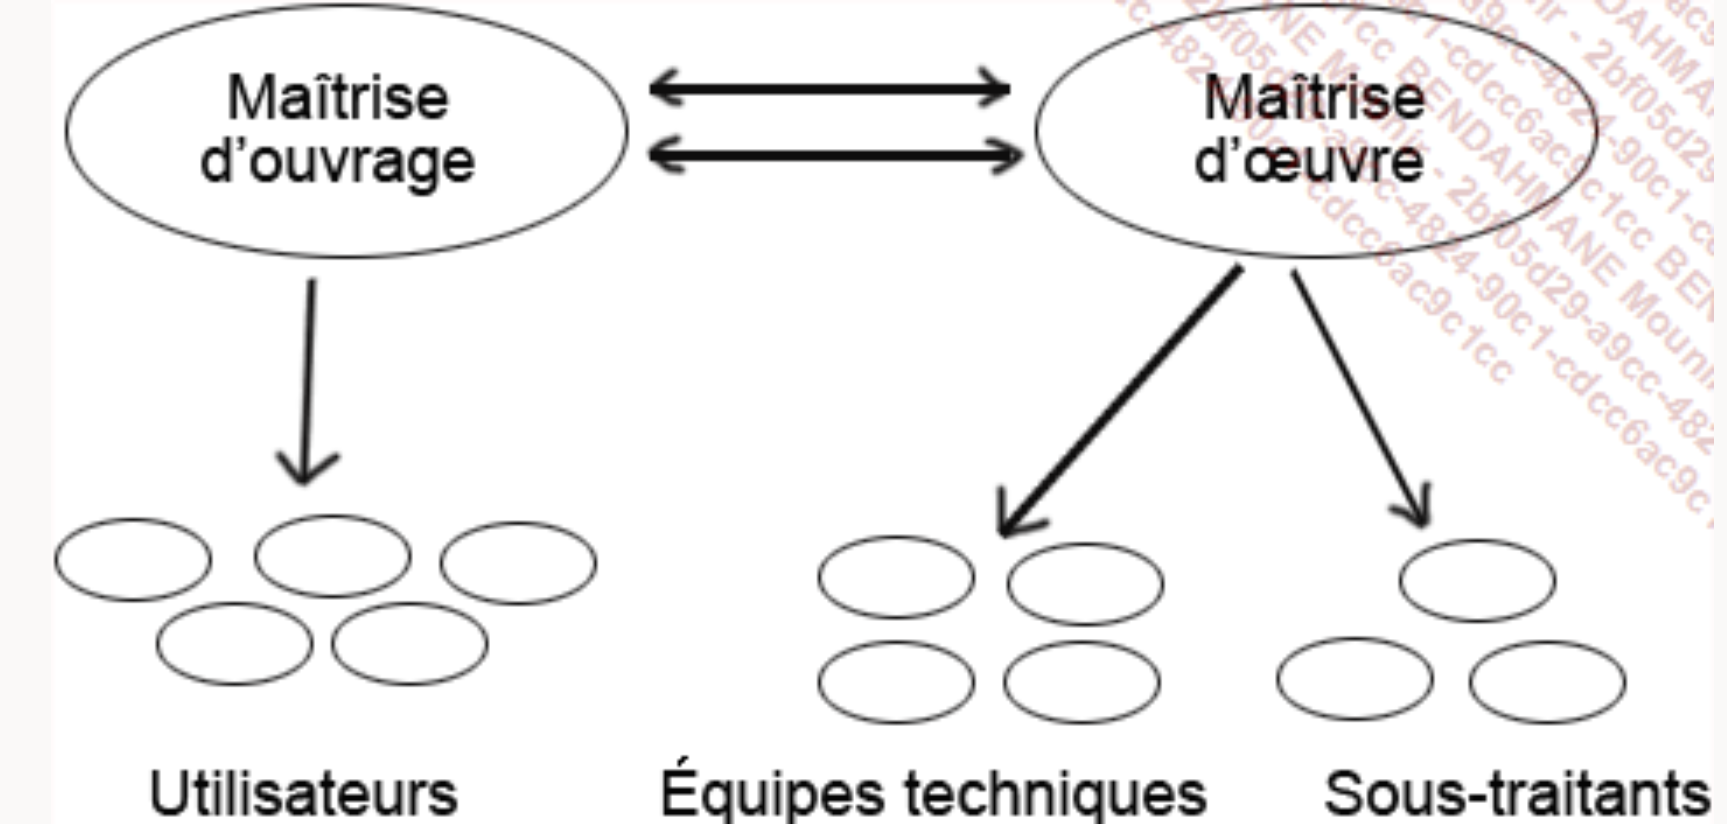 Maîtrise
d'ouvrage
Maîtrise
d'œuvre
Utilisateurs
Équipes techniques
Sous-traitants